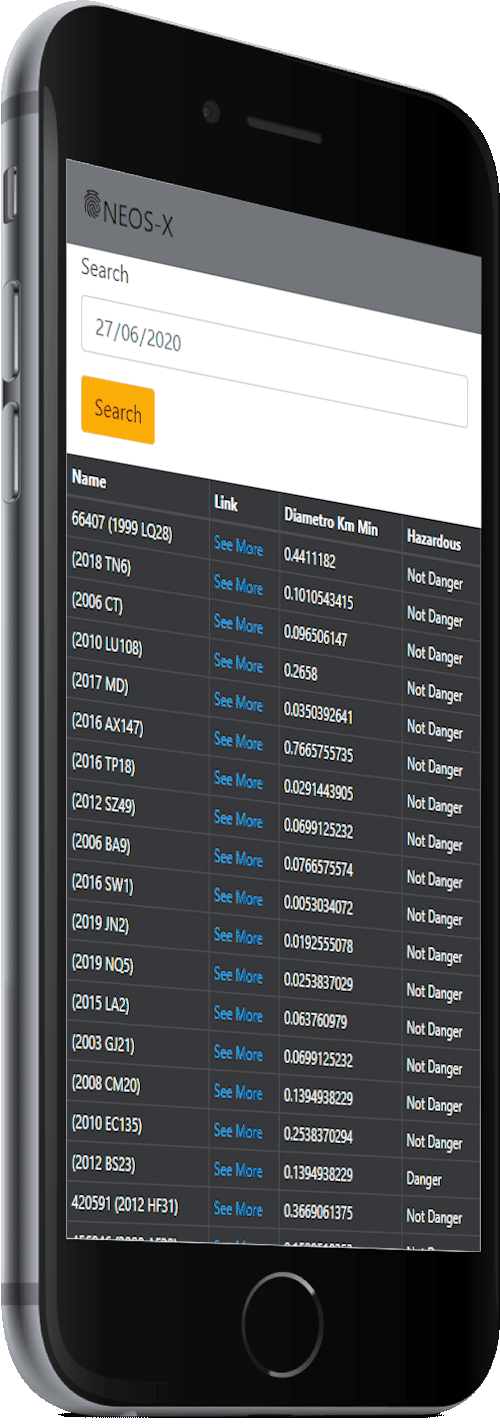 NEOS-X
Search
27/06/2020
Search
Name Link Diametro Km Min Hazardous
66407 (1999 LQ28) See More 0.4411182 Not Danger
(2018 TN6) See More 0.1010543415 Not Danger
(2006 CT) See More 0.096506147 Not Danger
(2010 LU108) See More 0.2658 Not Danger
(2017 MD) See More 0.0350392641 Not Danger
(2016 AX147) See More 0.7665755735 Not Danger
(2016 TP18) See More 0.0291443905 Not Danger
(2012 SZ49) See More 0.0699125232 Not Danger
(2006 BA9) See More 0.0766575574 Not Danger
(2016 SW1) See More 0.0053034072 Not Danger
(2019 JN2) See More 0.0192555078 Not Danger
(2019 NQ5) See More 0.0253837029 Not Danger
(2015 LA2) See More 0.063760979 Not Danger
(2003 GJ21) See More 0.0699125232 Not Danger
(2008 CM20) See More 0.1394938229 Not Danger
(2010 EC135) See More 0.2538370294 Not Danger
(2012 BS23) See More 0.1394938229 Danger
420591 (2012 HF31) See More 0.3669061375 Not Danger